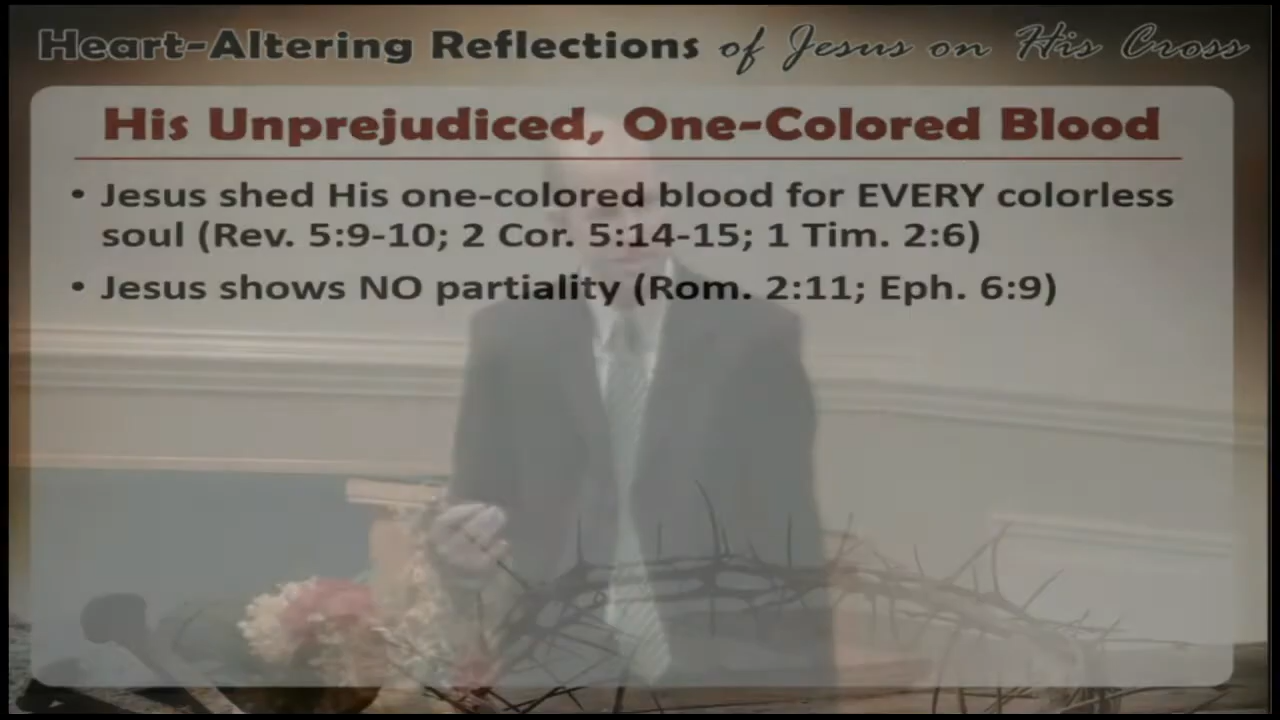 Heart-Altering Reflections of Jesus on His Cross
His Unprejudiced, One-Colored Blood
• Jesus shed His one-colored blood for EVERY colorless
soul (Rev. 5:9-10; 2 Cor. 5:14-15; 1 Tim. 2:6)
• Jesus shows NO partiality (Rom. 2:11; Eph. 6:9)